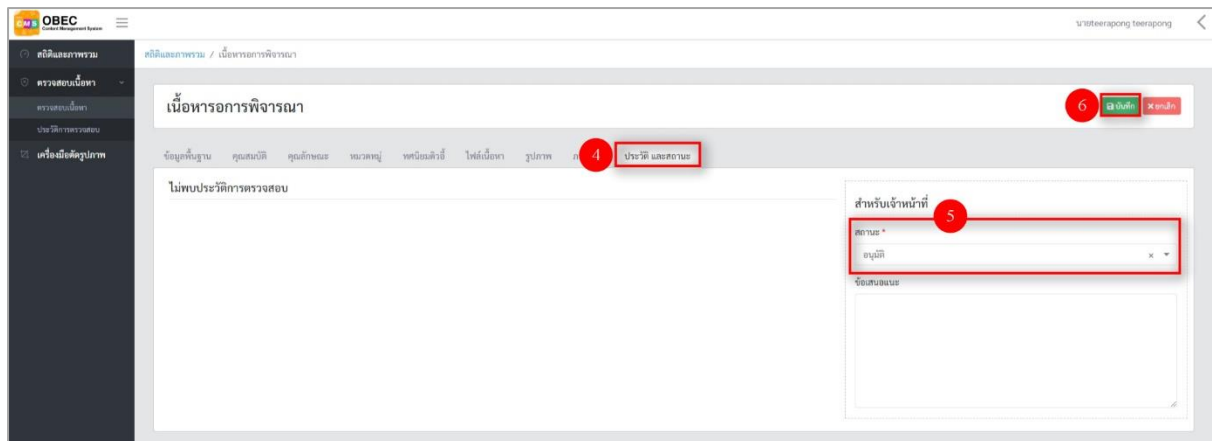 CMS OBEC
Content Management System
นายteerapong teerapong
สถิติและภาพรวม
สถิติและภาพรวม / เนื้อหารอการพิจารณา
ตรวจสอบเนื้อหา
ตรวจสอบเนื้อหา
ประวัติการตรวจสอบ
เครื่องมือตัดรูปภาพ
เนื้อหารอการพิจารณา
6 บันทึก ยกเลิก
ข้อมูลพื้นฐาน คุณสมบัติ คุณลักษณะ หมวดหมู่ ทศนิยมดิวอี้ ไฟล์เนื้อหา รูปภาพ 4 ประวัติ และสถานะ
ไม่พบประวัติการตรวจสอบ
สำหรับเจ้าหน้าที่
5
สถานะ *
อนุมัติ
ข้อเสนอแนะ